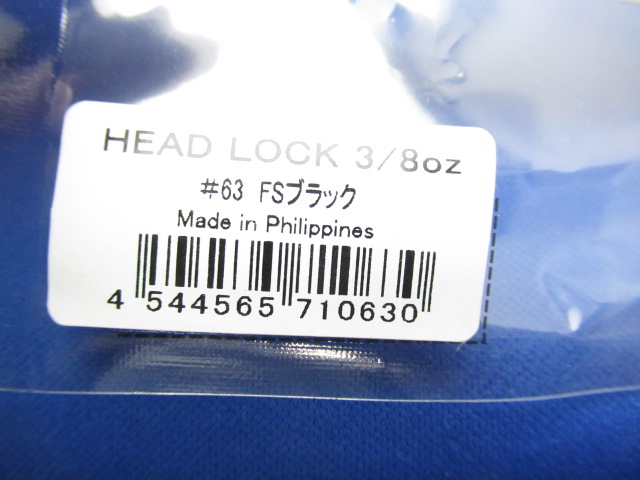 HEAD LOCK 3/8oz
#63 FSブラック
Made in Philippines
4 544565 710630